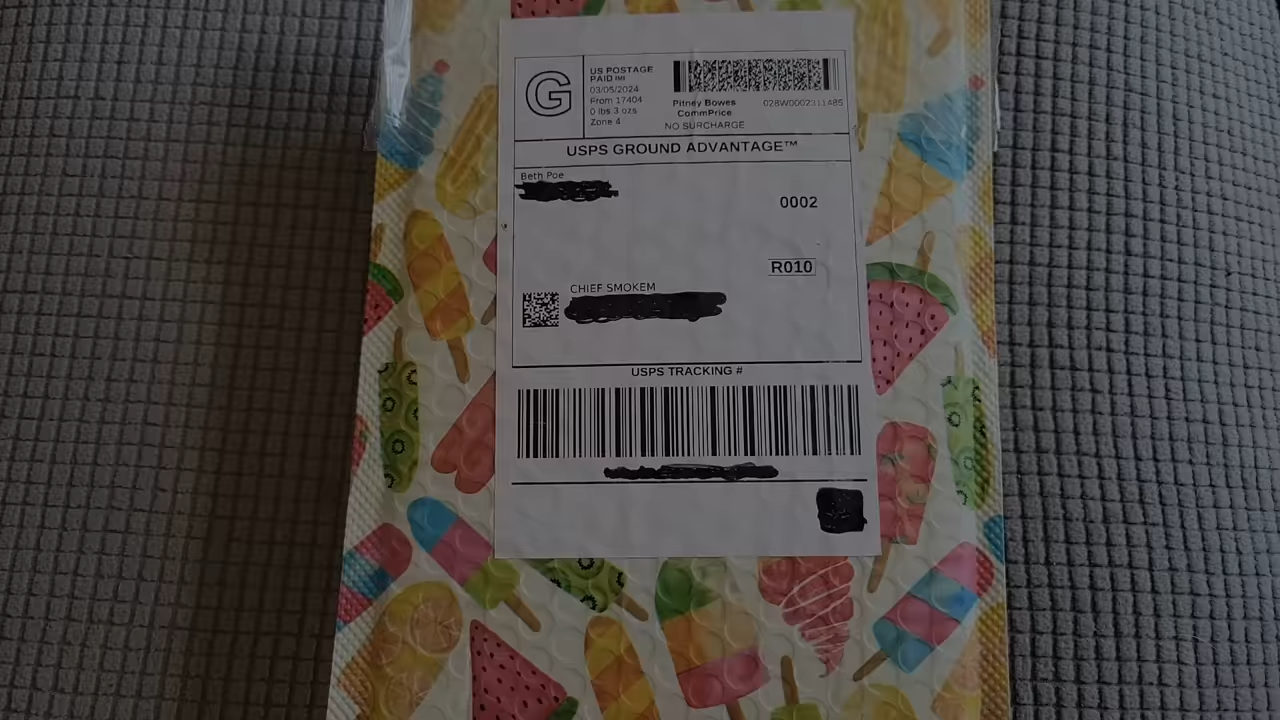 G
US POSTAGE
PAID IMI
03/05/2024
From 17404
0 lbs 3 ozs
Zone 4
Pitney Bowes
CommPrice
028W0002311485
NO SURCHARGE
USPS GROUND ADVANTAGE™
Beth Poe
0002
R010
CHIEF SMOKEM
USPS TRACKING #